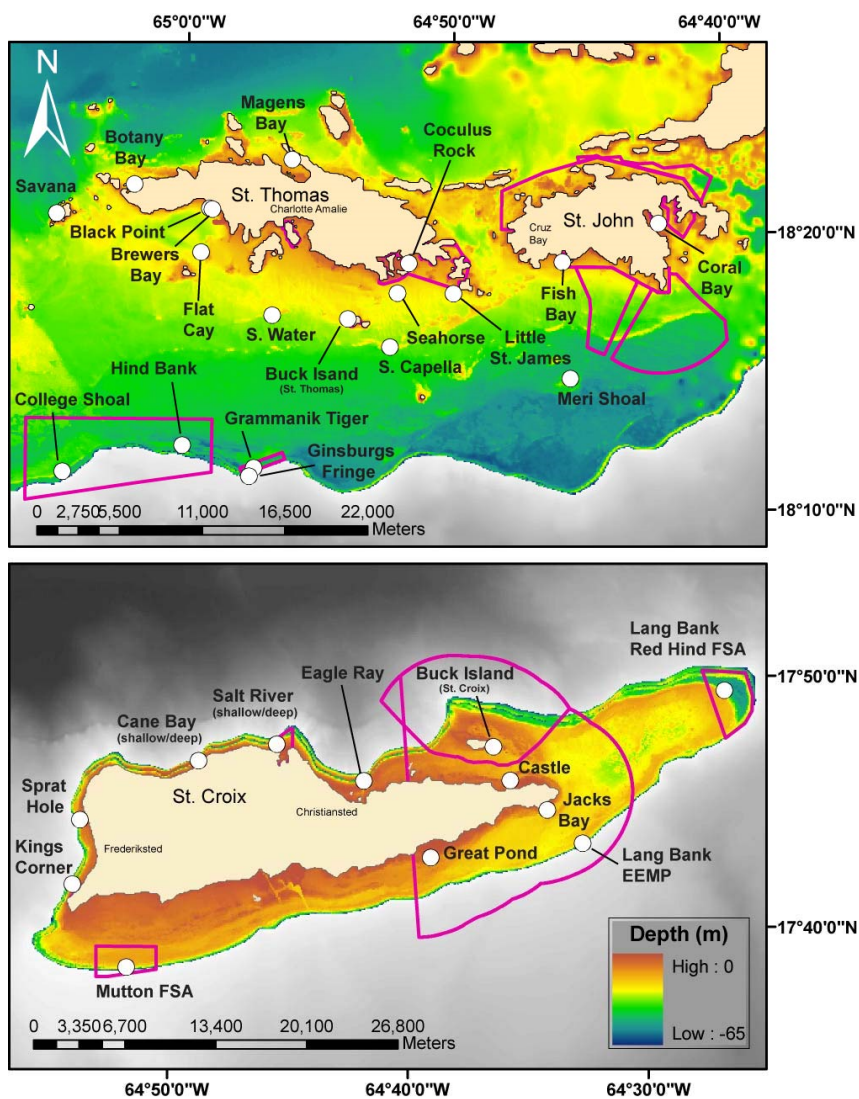 65°0'0"W 64°50'0"W 64°40'0"W
N
Magens
Bay
Coculus
Rock
Botany
Bay
Savana
St. Thomas
Charlotte Amalie
St. John
Cruz
Bay
Black Point
Brewers
Bay
18°20'0"N
Coral
Bay
Fish
Bay
Flat
Cay
S. Water
Seahorse
Little
St. James
Buck Isand
(St. Thomas)
S. Capella
Hind Bank
Meri Shoal
College Shoal
Grammanik Tiger
Ginsburgs
Fringe
18°10'0"N
0 2,750 5,500 11,000 16,500 22,000
Meters
Lang Bank
Red Hind FSA
17°50'0"N
Eagle Ray
Buck Island
(St. Croix)
Salt River
(shallow/deep)
Cane Bay
(shallow/deep)
Castle
Sprat
Hole
St. Croix
Christiansted
Jacks
Bay
Kings
Corner
Frederiksted
Great Pond
Lang Bank
EEMP
17°40'0"N
Depth (m)
High : 0
Low : -65
Mutton FSA
0 3,350 6,700 13,400 20,100 26,800
Meters
64°50'0"W 64°40'0"W 64°30'0"W